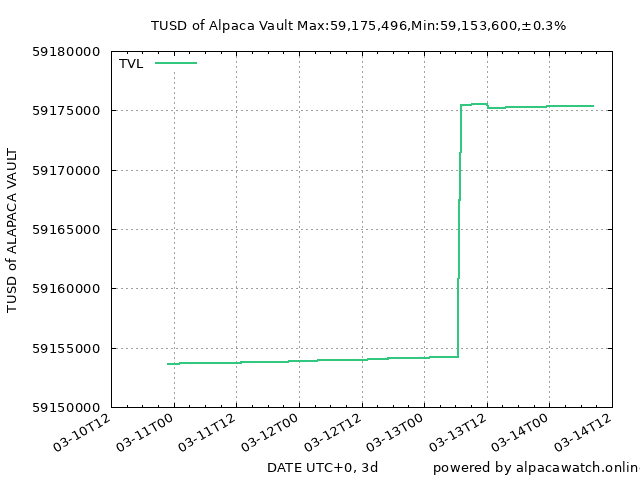 TUSD of Alpaca Vault Max:59,175,496,Min:59,153,600,±0.3%
TVL
59180000
59175000
59170000
59165000
59160000
59155000
59150000
TUSD of ALAPACA VAULT
03-10T12
03-11T00
03-11T12
03-12T00
03-12T12
03-13T00
03-13T12
03-14T00
03-14T12
DATE UTC+0, 3d
powered by alpacawatch.onlin